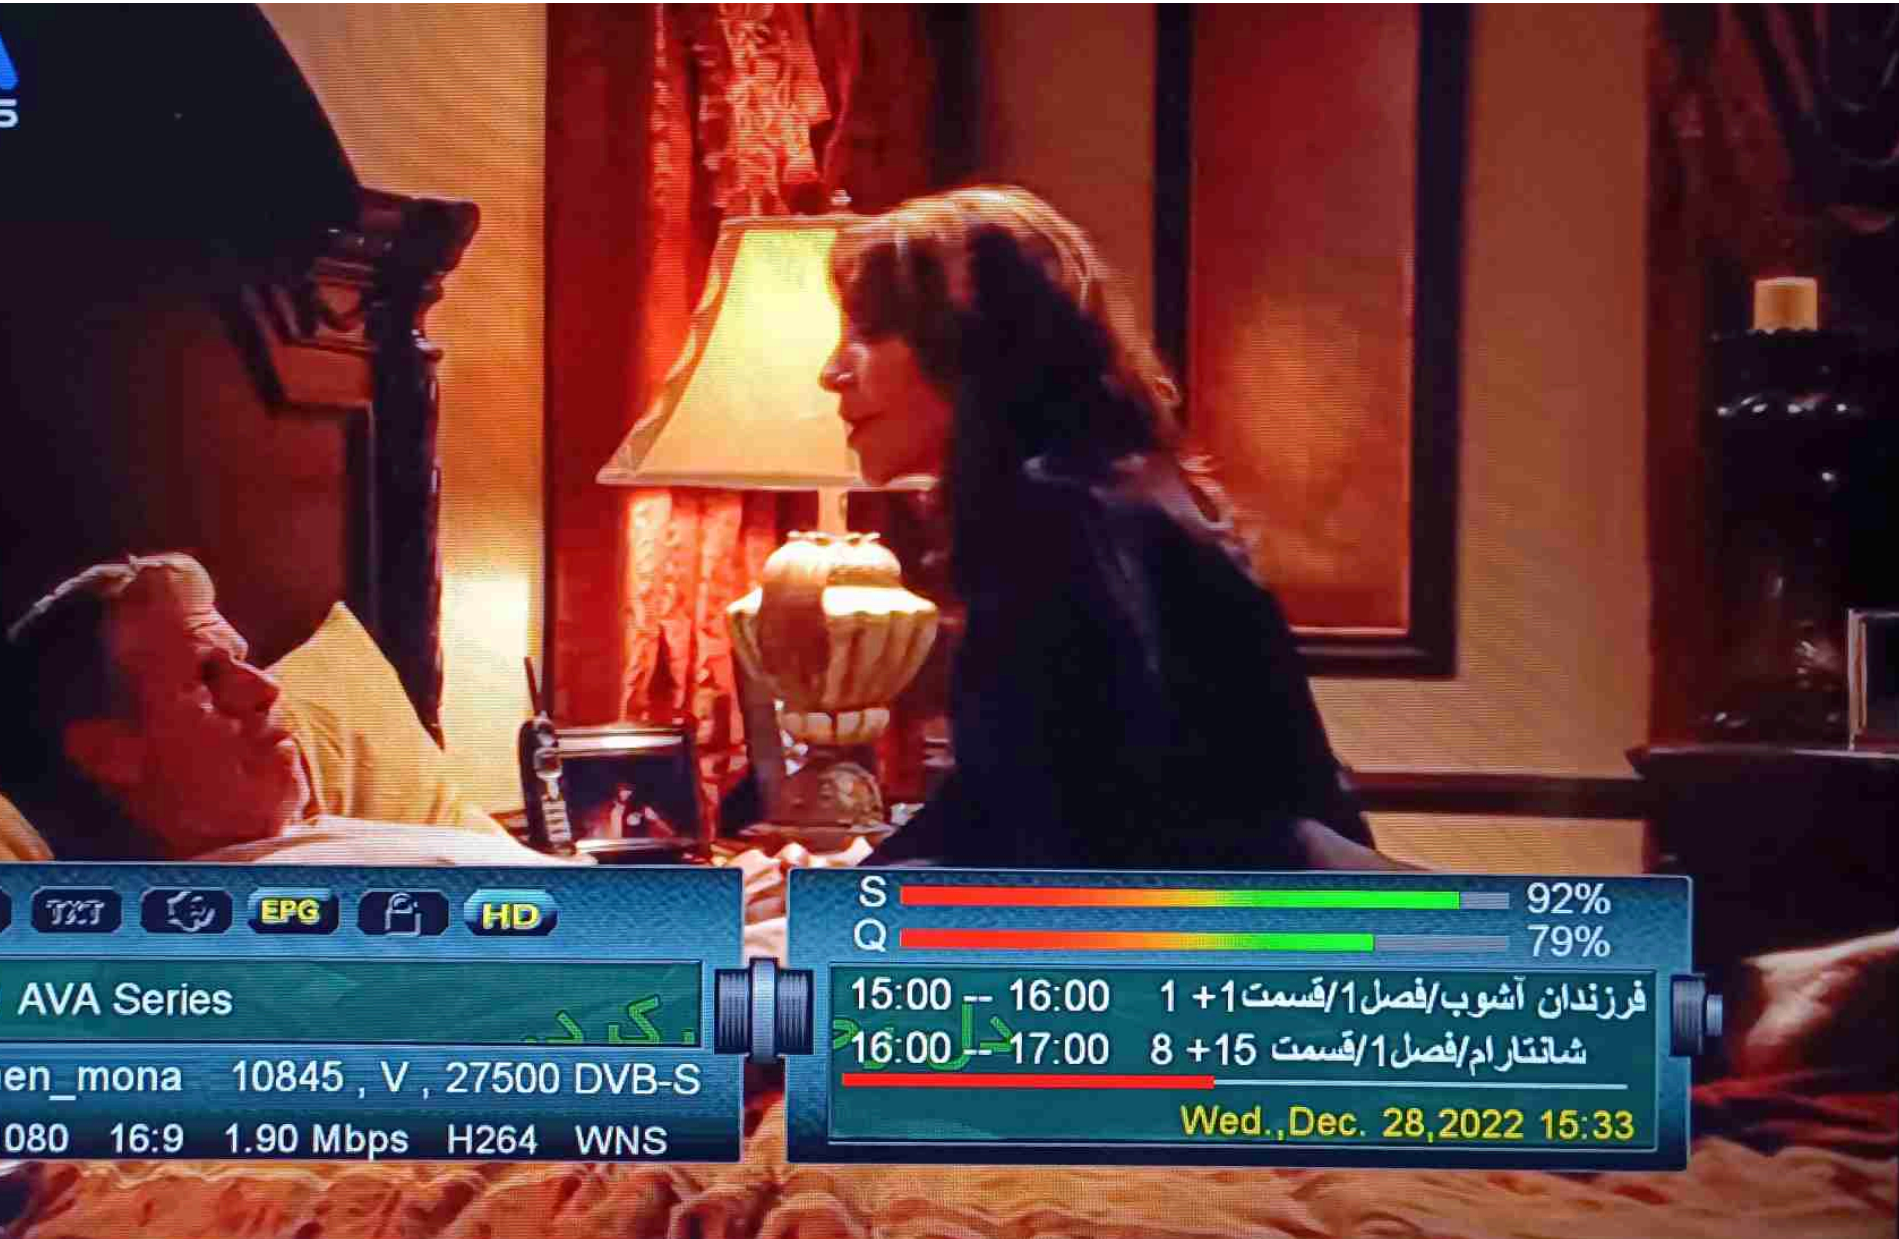 S 92%
Q 79%
TXT EPG HD
AVA Series
15:00 -- 16:00 فرزندان آشوب/فصل1/قسمت1+ 1
16:00 -- 17:00 شانتارام/فصل1/قسمت 15+ 8
10845 , V , 27500 DVB-S
Wed.,Dec. 28,2022 15:33
080 16:9 1.90 Mbps H264 WNS